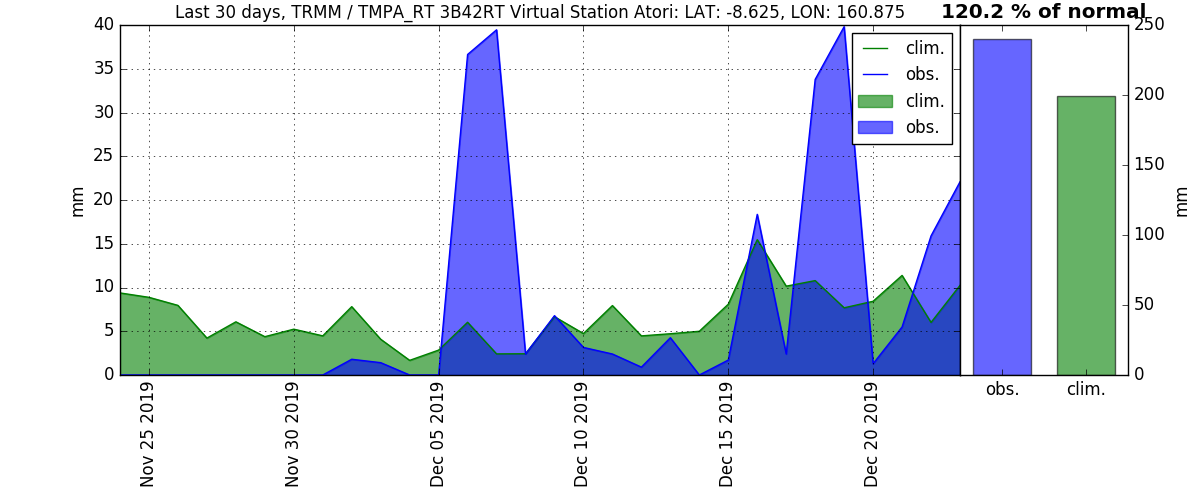 Last 30 days, TRMM / TMPA_RT 3B42RT Virtual Station Atori: LAT: -8.625, LON: 160.875
120.2 % of normal
40
35
30
25
20
15
10
5
0
mm
clim.
obs.
clim.
obs.
250
200
150
100
50
0
mm
obs.
clim.
Nov 25 2019
Nov 30 2019
Dec 05 2019
Dec 10 2019
Dec 15 2019
Dec 20 2019